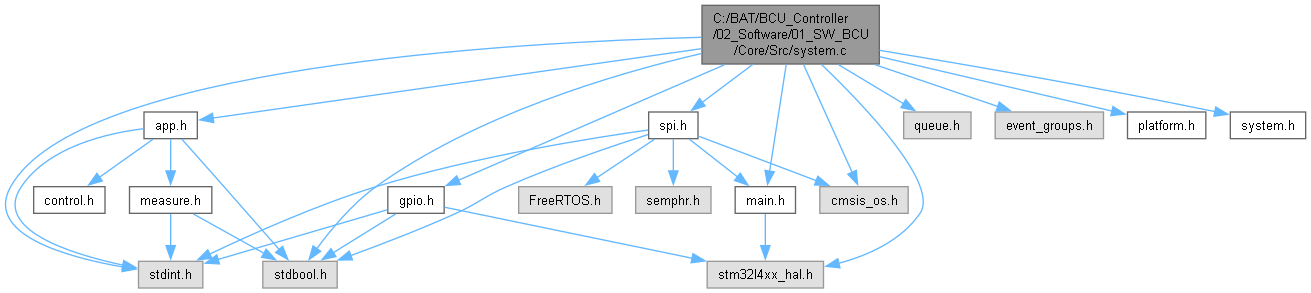 C:/BAT/BCU_Controller
/02_Software/01_SW_BCU
/Core/Src/system.c
app.h
spi.h
queue.h
event_groups.h
platform.h
system.h
control.h
measure.h
gpio.h
FreeRTOS.h
semphr.h
main.h
cmsis_os.h
stdint.h
stdbool.h
stm32l4xx_hal.h